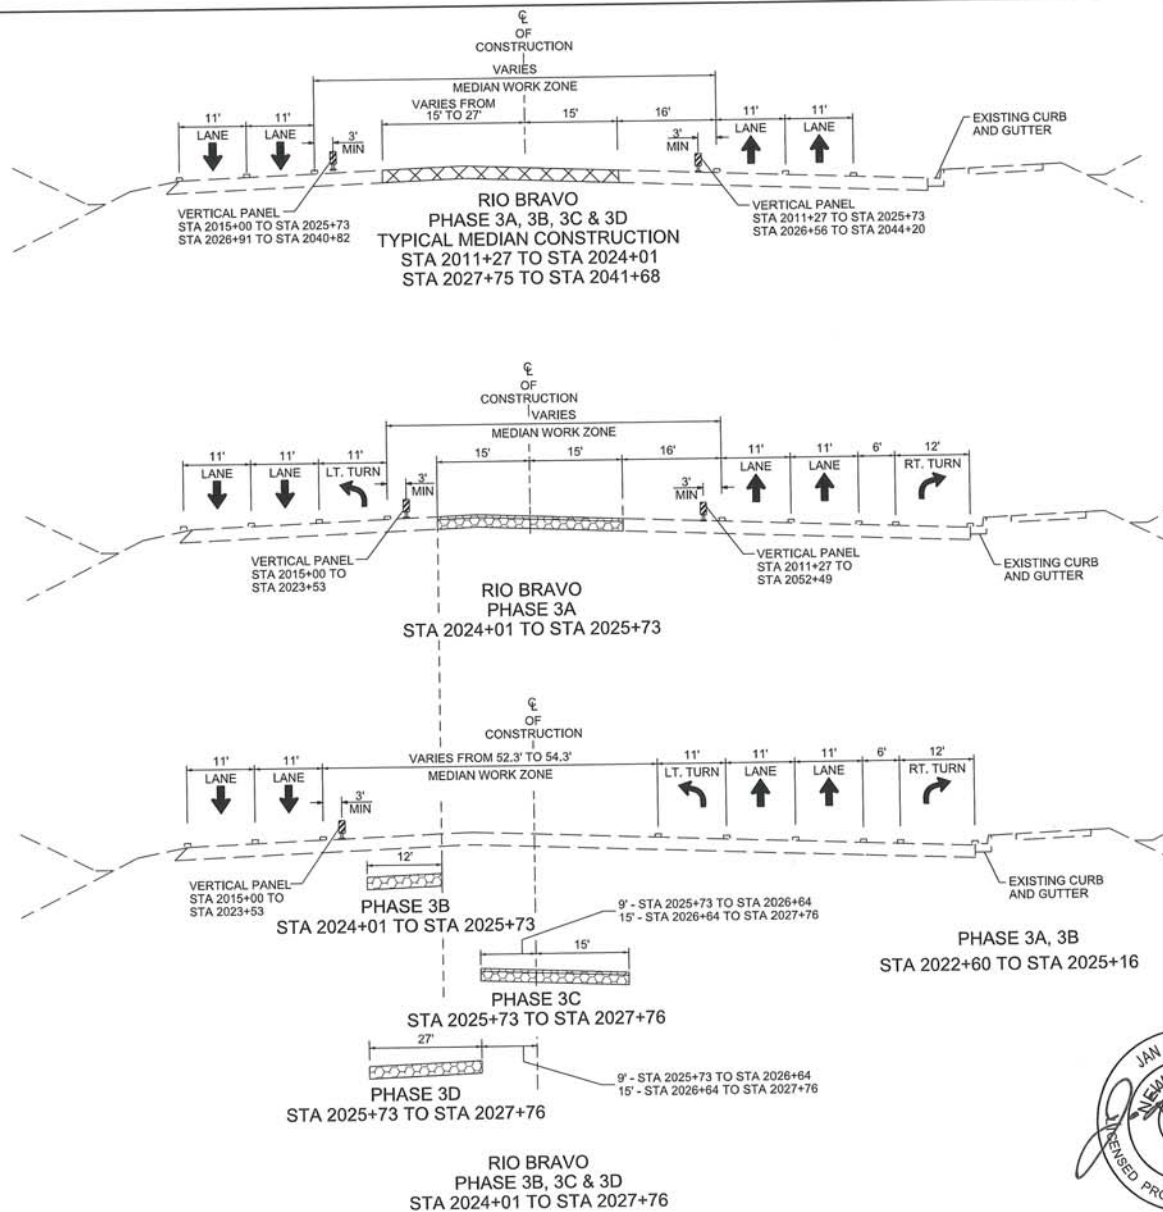 ℄
OF
CONSTRUCTION
VARIES
MEDIAN WORK ZONE
VARIES FROM
15' TO 27'
15'
16'
11'
LANE
11'
LANE
3'
MIN
3'
MIN
11'
LANE
11'
LANE
EXISTING CURB
AND GUTTER
VERTICAL PANEL
STA 2015+00 TO STA 2025+73
STA 2026+91 TO STA 2040+82
VERTICAL PANEL
STA 2011+27 TO STA 2025+73
STA 2026+56 TO STA 2044+20
RIO BRAVO
PHASE 3A, 3B, 3C & 3D
TYPICAL MEDIAN CONSTRUCTION
STA 2011+27 TO STA 2024+01
STA 2027+75 TO STA 2041+68
℄
OF
CONSTRUCTION
VARIES
MEDIAN WORK ZONE
11'
LANE
11'
LANE
11'
LT. TURN
3'
MIN
15'
15'
16'
3'
MIN
11'
LANE
11'
LANE
6'
12'
RT. TURN
VERTICAL PANEL
STA 2015+00 TO
STA 2023+53
VERTICAL PANEL
STA 2011+27 TO
STA 2052+49
EXISTING CURB
AND GUTTER
RIO BRAVO
PHASE 3A
STA 2024+01 TO STA 2025+73
℄
OF
CONSTRUCTION
VARIES FROM 52.3' TO 54.3'
MEDIAN WORK ZONE
11'
LANE
11'
LANE
3'
MIN
11'
LT. TURN
11'
LANE
11'
LANE
6'
12'
RT. TURN
VERTICAL PANEL
STA 2015+00 TO
STA 2023+53
12'
PHASE 3B
STA 2024+01 TO STA 2025+73
EXISTING CURB
AND GUTTER
9' - STA 2025+73 TO STA 2026+64
15' - STA 2026+64 TO STA 2027+76
15'
PHASE 3C
STA 2025+73 TO STA 2027+76
PHASE 3A, 3B
STA 2022+60 TO STA 2025+16
27'
PHASE 3D
STA 2025+73 TO STA 2027+76
9' - STA 2025+73 TO STA 2026+64
15' - STA 2026+64 TO STA 2027+76
RIO BRAVO
PHASE 3B, 3C & 3D
STA 2024+01 TO STA 2027+76
JAN
LICENSED PRO